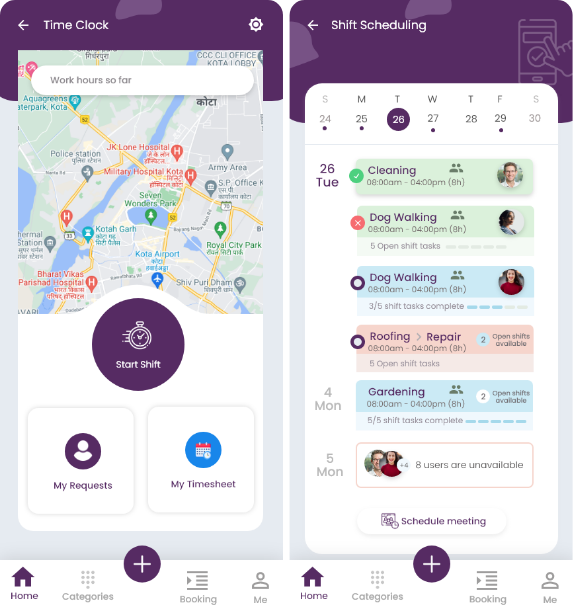 Time Clock
CC CLI OFFICE
KOTA LOBBY
Work hours so far
Aquagreens
aterpark, Kota
कोटा
52
Police station
पुलिस स्टेशन
JK Lone Hospital
Military Hospital Kota
Army Area
S.P. Office K
Seven
Wonders Park
33
52
Kotah Garh
Royal City Park
Kota Airport
Bharat Vikas
Parishad Hospital
Shiv Puri Dham
Start Shift
My Requests
My Timesheet
Home
Categories
Booking
Me
Shift Scheduling
S M T W T F S
24 25 26 27 28 29 30
26
Tue
Cleaning
08:00am - 04:00pm (8h)
Dog Walking
08:00am - 04:00pm (8h)
5 Open shift tasks
Dog Walking
08:00am - 04:00pm (8h)
3/5 shift tasks complete
Roofing > Repair
08:00am - 04:00pm (8h)
2
Open shifts
available
5 Open shift tasks
4
Mon
Gardening
08:00am - 04:00pm (8h)
2
Open shifts
available
5/5 shift tasks complete
5
Mon
+4
8 users are unavailable
Schedule meeting
Home
Categories
Booking
Me